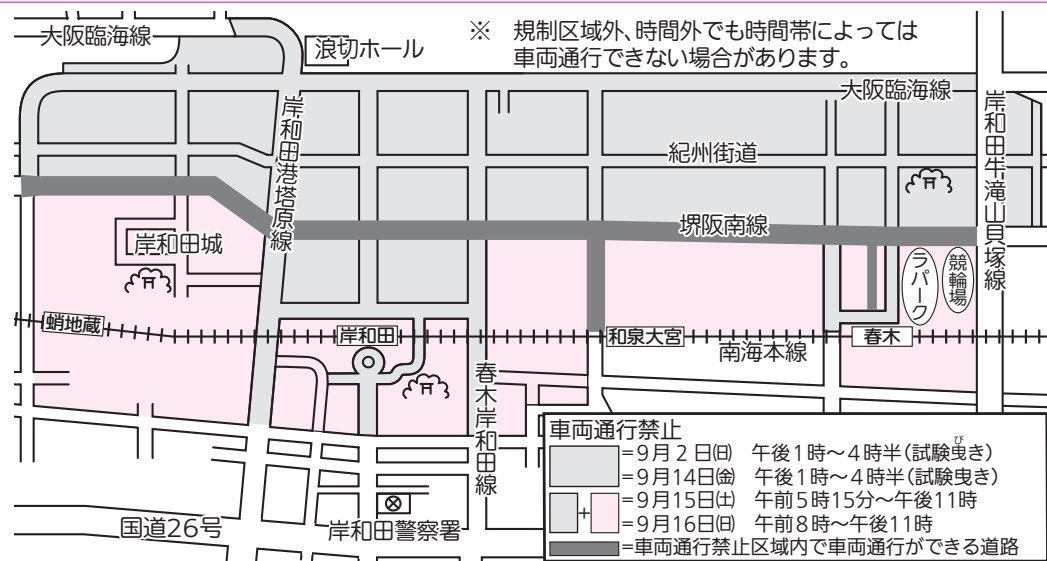 ※ 規制区域外、時間外でも時間帯によっては
車両通行できない場合があります。
大阪臨海線
浪切ホール
大阪臨海線
岸和田港塔原線
紀州街道
岸和田牛滝山貝塚線
堺阪南線
岸和田城
ラパーク
競輪場
蛸地蔵
岸和田
和泉大宮
春木
南海本線
春木岸和田線
国道26号
岸和田警察署
車両通行禁止
=9月2日㈰ 午後1時〜4時半(試験曳き)
び
=9月14日㈮ 午後1時〜4時半(試験曳き)
+
=9月15日㈯ 午前5時15分〜午後11時
=9月16日㈰ 午前8時〜午後11時
=車両通行禁止区域内で車両通行ができる道路